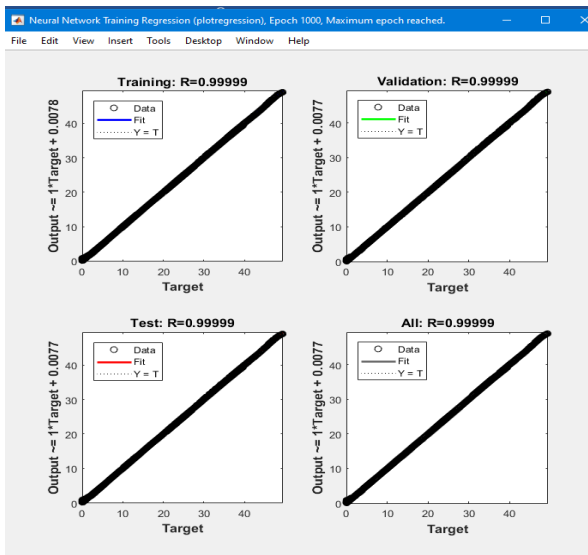 Neural Network Training Regression (plotregression), Epoch 1000, Maximum epoch reached.
File Edit View Insert Tools Desktop Window Help
Training: R=0.99999
Output ~= 1*Target + 0.0078
Data
Fit
Y = T
40
30
20
10
0
0 10 20 30 40
Target
Validation: R=0.99999
Output ~= 1*Target + 0.0077
Data
Fit
Y = T
40
30
20
10
0
0 10 20 30 40
Target
Test: R=0.99999
Output ~= 1*Target + 0.0077
Data
Fit
Y = T
40
30
20
10
0
0 10 20 30 40
Target
All: R=0.99999
Output ~= 1*Target + 0.0077
Data
Fit
Y = T
40
30
20
10
0
0 10 20 30 40
Target